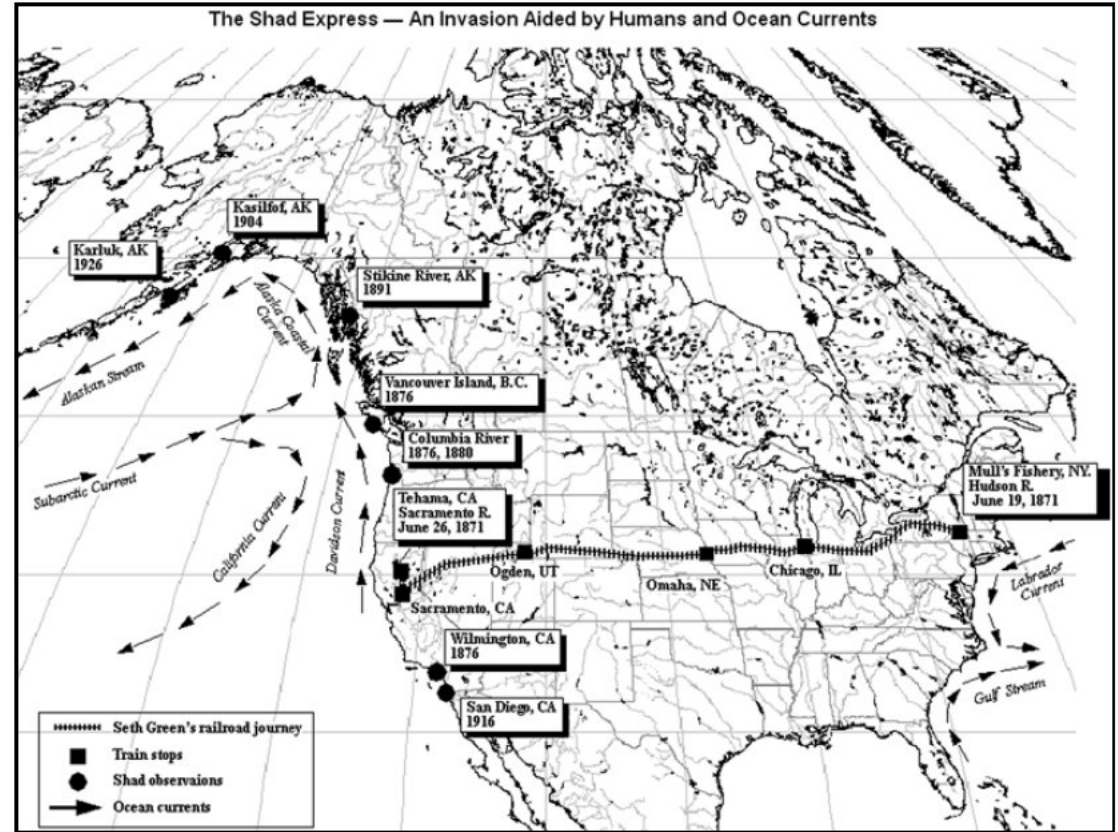 The Shad Express — An Invasion Aided by Humans and Ocean Currents
Kasilfof, AK
1904
Karluk, AK
1926
Stikine River, AK
1891
Alaska Coastal
Current
Alaskan Stream
Vancouver Island, B.C.
1876
Columbia River
1876, 1880
Mull's Fishery, NY.
Hudson R.
June 19, 1871
Subarctic Current
California Current
Davidson Curren
Tehama, CA
Sacramento R.
June 26, 1871
Ogden, UT
Omaha, NE
Chicago, IL
Labrador
Current
Sacramento, CA
Wilmington, CA
1876
Gulf Stream
San Diego, CA
1916
Seth Green's railroad journey
Train stops
Shad observaions
Ocean currents